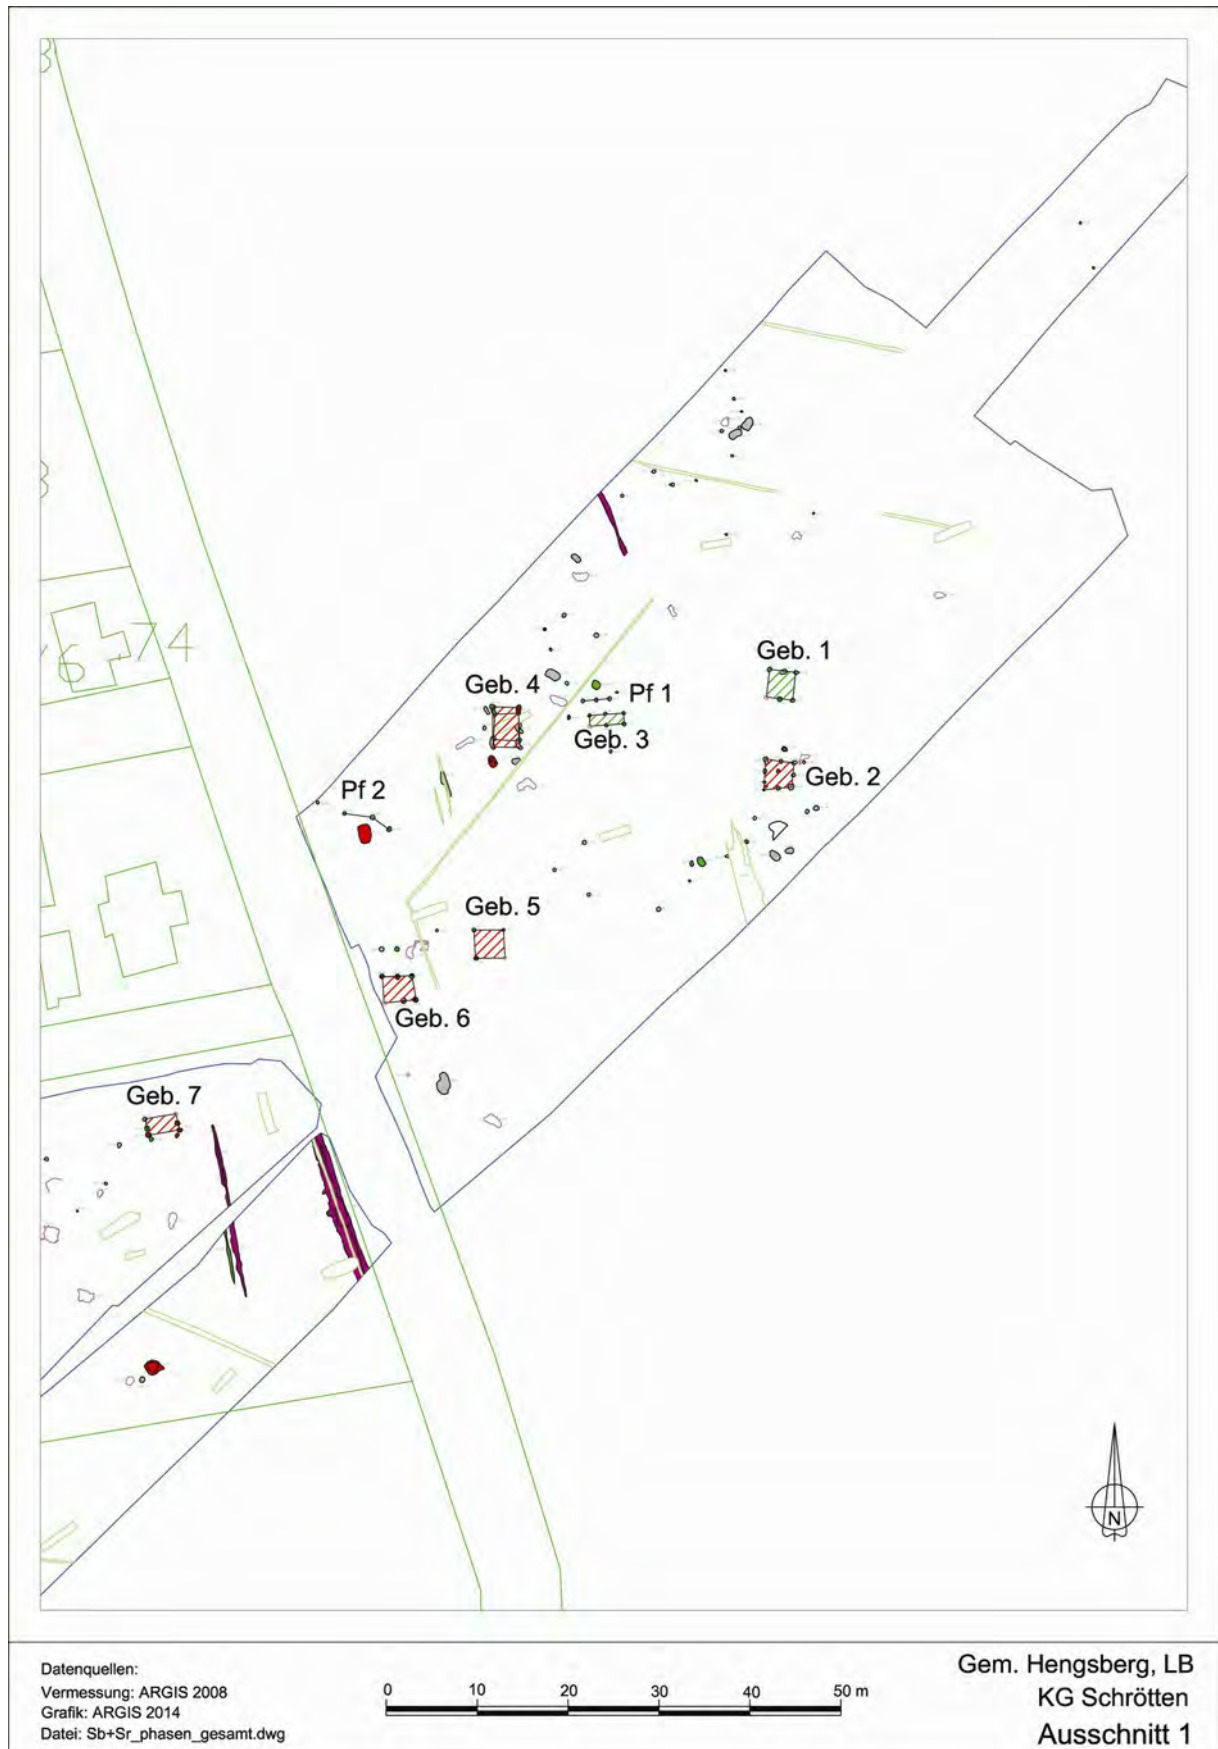 74
6
Geb. 1
Geb. 4
Pf 1
Geb. 3
Geb. 2
Pf 2
Geb. 5
Geb. 6
Geb. 7
N
Datenquellen:
Vermessung: ARGIS 2008
Grafik: ARGIS 2014
Datei: Sb+Sr_phasen_gesamt.dwg
0 10 20 30 40 50 m
Gem. Hengsberg, LB
KG Schrötten
Ausschnitt 1